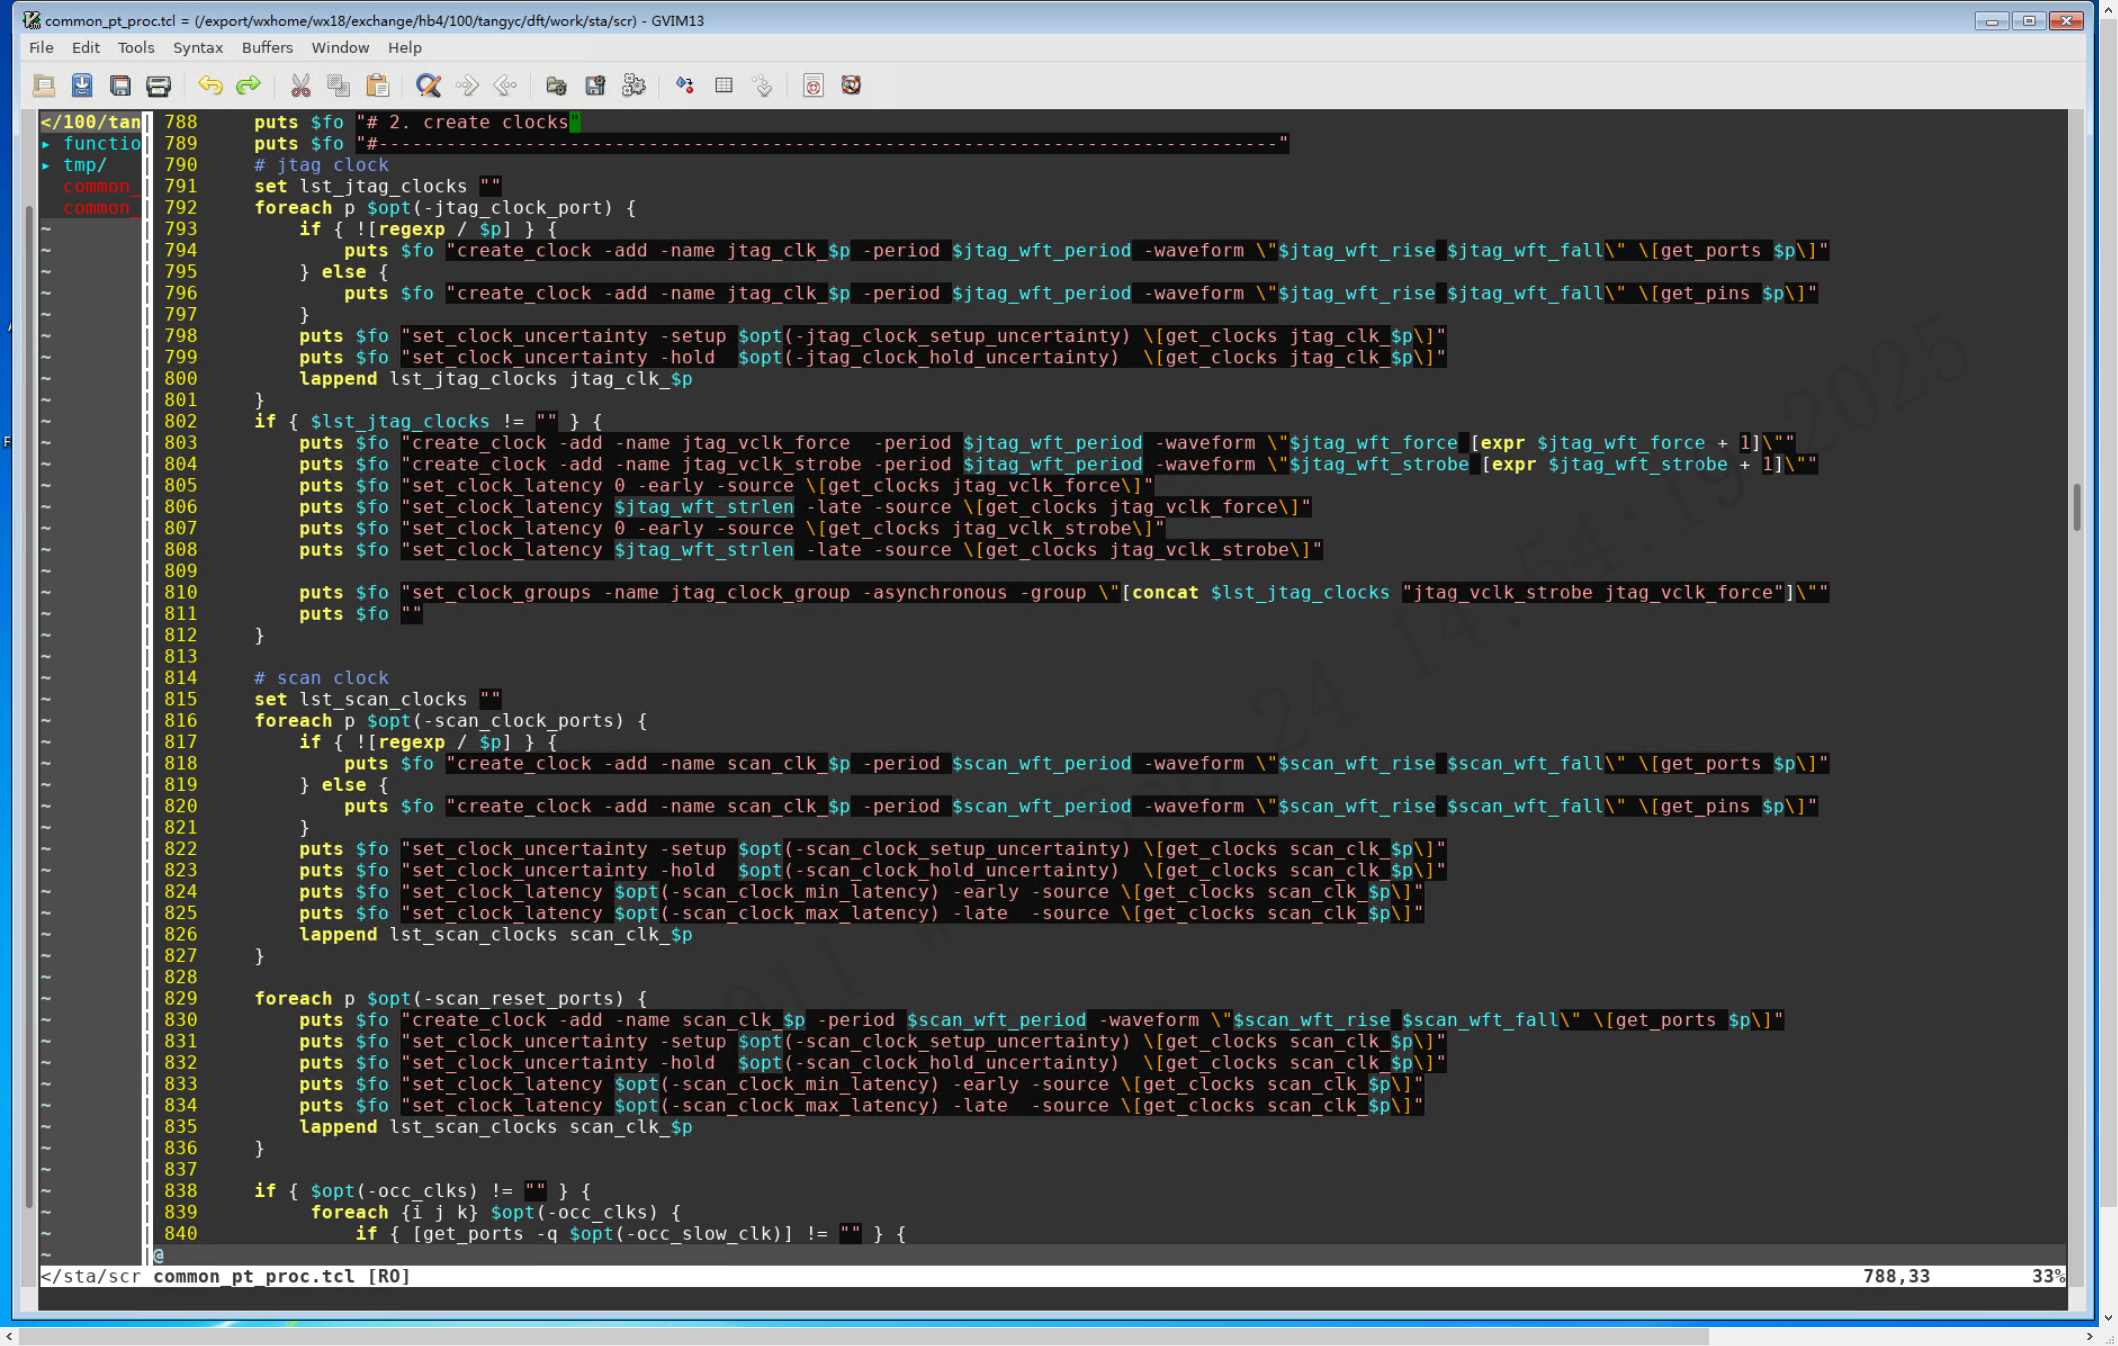 common_pt_proc.tcl = (/export/wxhome/wx18/exchange/hb4/100/tangyc/dft/work/sta/scr) - GVIM13
File Edit Tools Syntax Buffers Window Help
</100/tan
▸ functio
▸ tmp/
common_
common_
788     puts $fo "# 2. create clocks"
789     puts $fo "#--------------------------------------------------------------------------------"
790     # jtag clock
791     set lst_jtag_clocks ""
792     foreach p $opt(-jtag_clock_port) {
793         if { ![regexp / $p] } {
794             puts $fo "create_clock -add -name jtag_clk_$p -period $jtag_wft_period -waveform \"$jtag_wft_rise $jtag_wft_fall\" \[get_ports $p\]"
795         } else {
796             puts $fo "create_clock -add -name jtag_clk_$p -period $jtag_wft_period -waveform \"$jtag_wft_rise $jtag_wft_fall\" \[get_pins $p\]"
797         }
798         puts $fo "set_clock_uncertainty -setup $opt(-jtag_clock_setup_uncertainty) \[get_clocks jtag_clk_$p\]"
799         puts $fo "set_clock_uncertainty -hold  $opt(-jtag_clock_hold_uncertainty)  \[get_clocks jtag_clk_$p\]"
800         lappend lst_jtag_clocks jtag_clk_$p
801     }
802     if { $lst_jtag_clocks != "" } {
803         puts $fo "create_clock -add -name jtag_vclk_force  -period $jtag_wft_period -waveform \"$jtag_wft_force [expr $jtag_wft_force + 1]\""
804         puts $fo "create_clock -add -name jtag_vclk_strobe -period $jtag_wft_period -waveform \"$jtag_wft_strobe [expr $jtag_wft_strobe + 1]\""
805         puts $fo "set_clock_latency 0 -early -source \[get_clocks jtag_vclk_force\]"
806         puts $fo "set_clock_latency $jtag_wft_strlen -late -source \[get_clocks jtag_vclk_force\]"
807         puts $fo "set_clock_latency 0 -early -source \[get_clocks jtag_vclk_strobe\]"
808         puts $fo "set_clock_latency $jtag_wft_strlen -late -source \[get_clocks jtag_vclk_strobe\]"
809
810         puts $fo "set_clock_groups -name jtag_clock_group -asynchronous -group \"[concat $lst_jtag_clocks "jtag_vclk_strobe jtag_vclk_force"]\""
811         puts $fo ""
812     }
813
814     # scan clock
815     set lst_scan_clocks ""
816     foreach p $opt(-scan_clock_ports) {
817         if { ![regexp / $p] } {
818             puts $fo "create_clock -add -name scan_clk_$p -period $scan_wft_period -waveform \"$scan_wft_rise $scan_wft_fall\" \[get_ports $p\]"
819         } else {
820             puts $fo "create_clock -add -name scan_clk_$p -period $scan_wft_period -waveform \"$scan_wft_rise $scan_wft_fall\" \[get_pins $p\]"
821         }
822         puts $fo "set_clock_uncertainty -setup $opt(-scan_clock_setup_uncertainty) \[get_clocks scan_clk_$p\]"
823         puts $fo "set_clock_uncertainty -hold  $opt(-scan_clock_hold_uncertainty)  \[get_clocks scan_clk_$p\]"
824         puts $fo "set_clock_latency $opt(-scan_clock_min_latency) -early -source \[get_clocks scan_clk_$p\]"
825         puts $fo "set_clock_latency $opt(-scan_clock_max_latency) -late  -source \[get_clocks scan_clk_$p\]"
826         lappend lst_scan_clocks scan_clk_$p
827     }
828
829     foreach p $opt(-scan_reset_ports) {
830         puts $fo "create_clock -add -name scan_clk_$p -period $scan_wft_period -waveform \"$scan_wft_rise $scan_wft_fall\" \[get_ports $p\]"
831         puts $fo "set_clock_uncertainty -setup $opt(-scan_clock_setup_uncertainty) \[get_clocks scan_clk_$p\]"
832         puts $fo "set_clock_uncertainty -hold  $opt(-scan_clock_hold_uncertainty)  \[get_clocks scan_clk_$p\]"
833         puts $fo "set_clock_latency $opt(-scan_clock_min_latency) -early -source \[get_clocks scan_clk_$p\]"
834         puts $fo "set_clock_latency $opt(-scan_clock_max_latency) -late  -source \[get_clocks scan_clk_$p\]"
835         lappend lst_scan_clocks scan_clk_$p
836     }
837
838     if { $opt(-occ_clks) != "" } {
839          foreach {i j k} $opt(-occ_clks) {
840              if { [get_ports -q $opt(-occ_slow_clk)] != "" } {
@
</sta/scr common_pt_proc.tcl [RO] 788,33 33%
24 14:54:19 2025